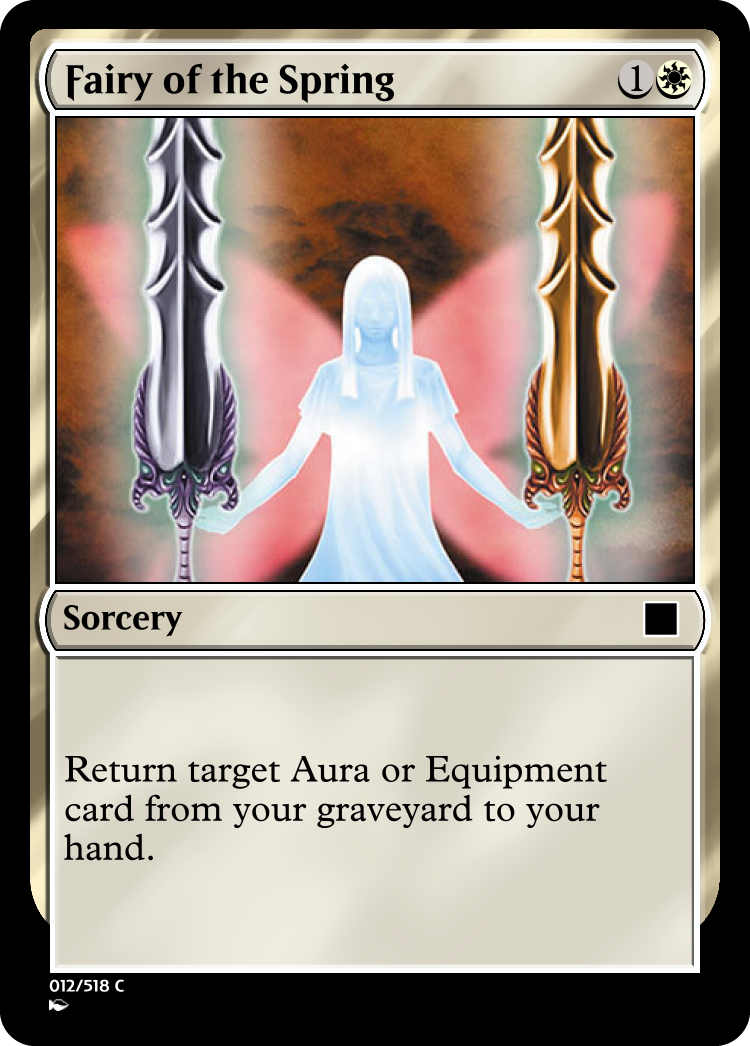 Fairy of the Spring 1
Sorcery
Return target Aura or Equipment
card from your graveyard to your
hand.
012/518 C